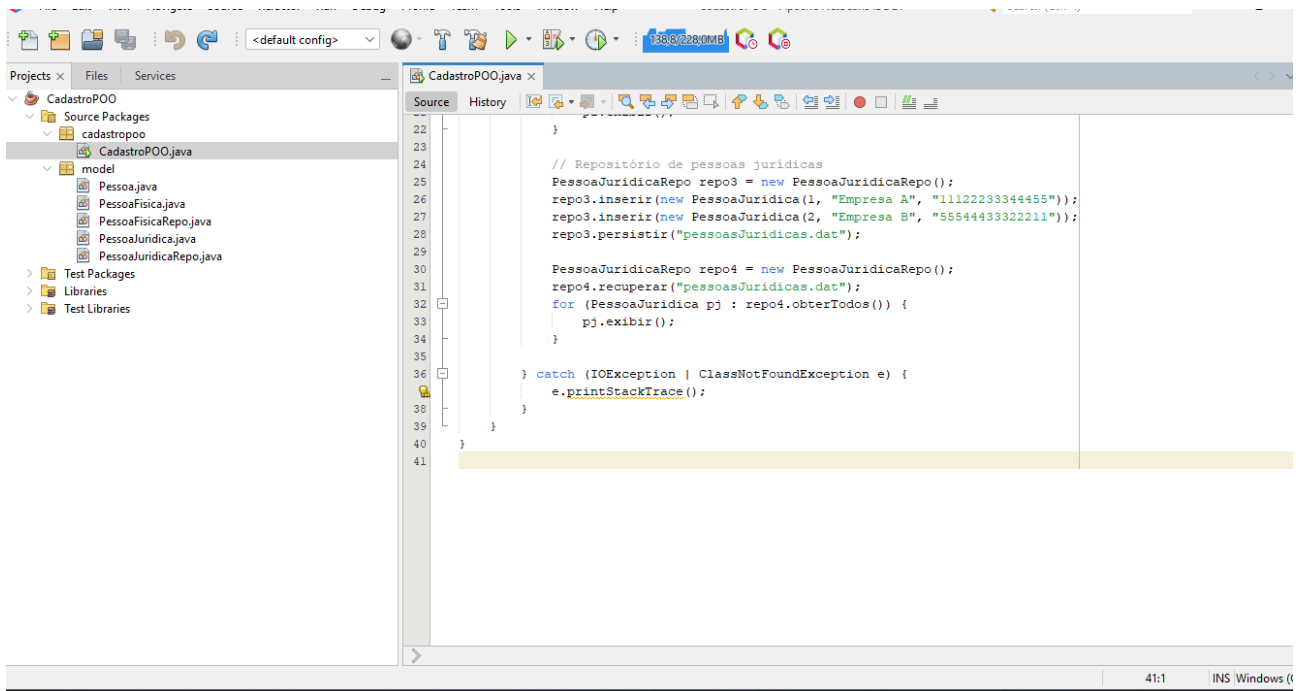 <default config>
138,8/228,0MB
Projects
Files
Services
CadastroPOO
Source Packages
cadastropoo
CadastroPOO.java
model
Pessoa.java
PessoaFisica.java
PessoaFisicaRepo.java
PessoaJuridica.java
PessoaJuridicaRepo.java
Test Packages
Libraries
Test Libraries
CadastroPOO.java
Source History
22 }
23
24 // Repositório de pessoas jurídicas
25 PessoaJuridicaRepo repo3 = new PessoaJuridicaRepo();
26 repo3.inserir(new PessoaJuridica(1, "Empresa A", "11122233344455"));
27 repo3.inserir(new PessoaJuridica(2, "Empresa B", "55544433322211"));
28 repo3.persistir("pessoasJuridicas.dat");
29
30 PessoaJuridicaRepo repo4 = new PessoaJuridicaRepo();
31 repo4.recuperar("pessoasJuridicas.dat");
32 for (PessoaJuridica pj : repo4.obterTodos()) {
33 pj.exibir();
34 }
35
36 } catch (IOException | ClassNotFoundException e) {
e.printStackTrace();
38 }
39 }
40 }
41
41:1 INS Windows (